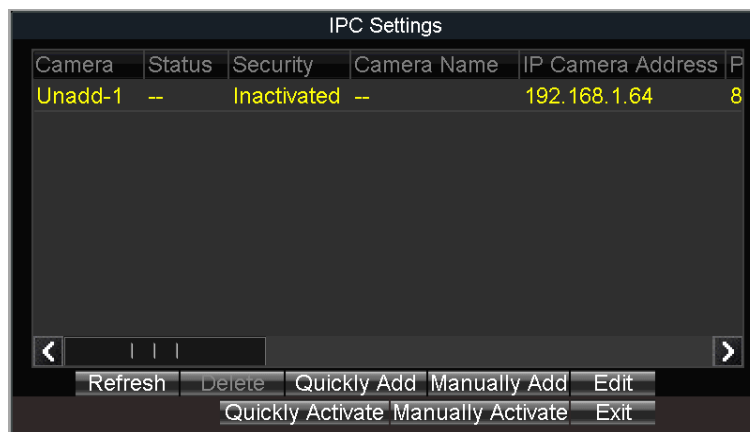 IPC Settings
Camera Status Security Camera Name IP Camera Address P
Unadd-1 -- Inactivated -- 192.168.1.64 8
Refresh Delete Quickly Add Manually Add Edit
Quickly Activate Manually Activate Exit